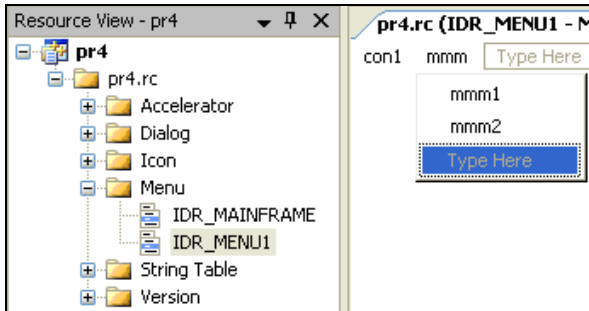 Resource View - pr4
pr4
pr4.rc
Accelerator
Dialog
Icon
Menu
IDR_MAINFRAME
IDR_MENU1
String Table
Version
pr4.rc (IDR_MENU1 - M
con1 mmm Type Here
mmm1
mmm2
Type Here